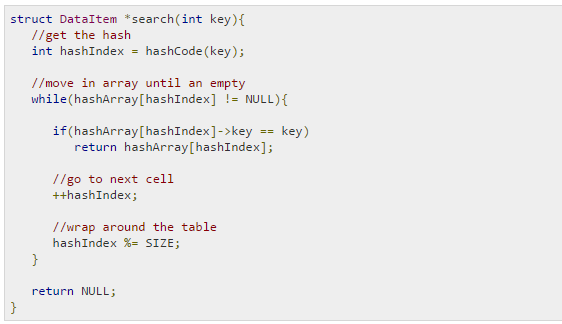 struct DataItem *search(int key){
   //get the hash
   int hashIndex = hashCode(key);

   //move in array until an empty
   while(hashArray[hashIndex] != NULL){

      if(hashArray[hashIndex]->key == key)
         return hashArray[hashIndex];

      //go to next cell
      ++hashIndex;

      //wrap around the table
      hashIndex %= SIZE;
   }

   return NULL;
}